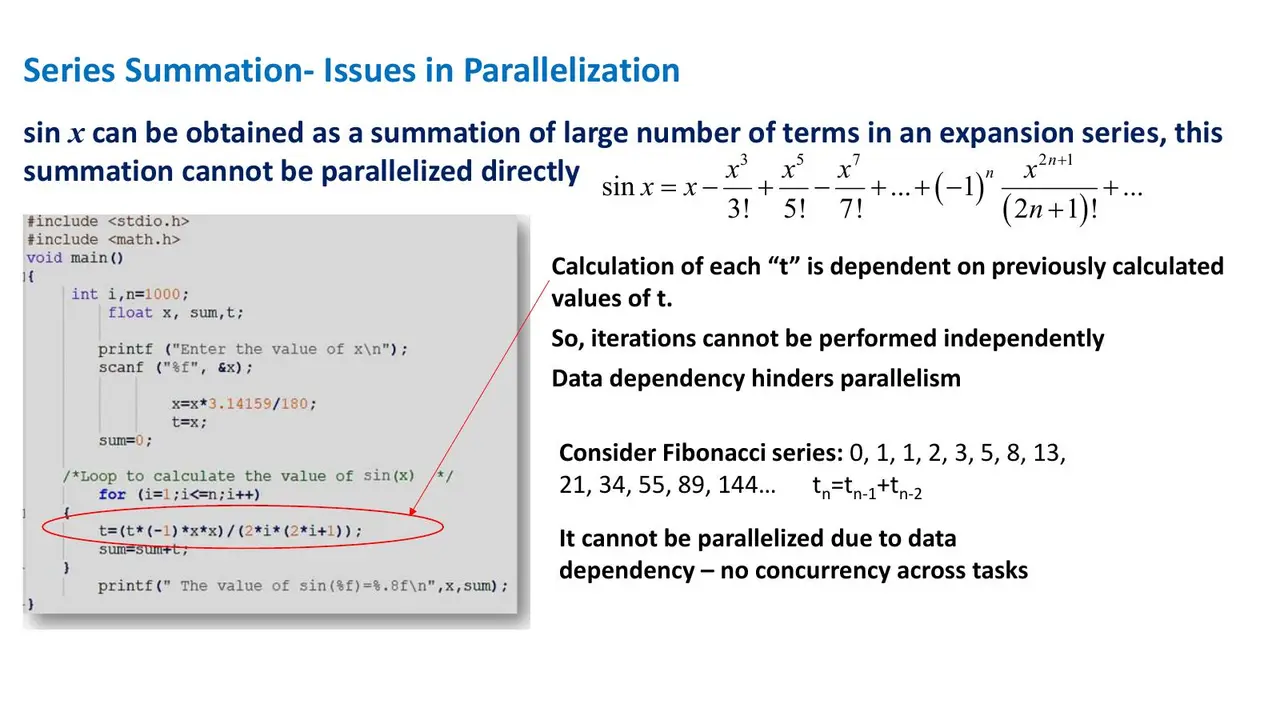 Series Summation- Issues in Parallelization
sin x can be obtained as a summation of large number of terms in an expansion series, this
summation cannot be parallelized directly
sin x = x − x³/3! + x⁵/5! − x⁷/7! + ... + (−1)ⁿ x²ⁿ⁺¹/(2n+1)! + ...
#include <stdio.h>
#include <math.h>
void main()
{
int i,n=1000;
float x, sum,t;
printf ("Enter the value of x\n");
scanf ("%f", &x);
x=x*3.14159/180;
t=x;
sum=0;
/*Loop to calculate the value of sin(x) */
for (i=1;i<=n;i++)
{
t=(t*(-1)*x*x)/(2*i*(2*i+1));
sum=sum+t;
}
printf(" The value of sin(%f)=%.8f\n",x,sum);
}
Calculation of each “t” is dependent on previously calculated
values of t.
So, iterations cannot be performed independently
Data dependency hinders parallelism
Consider Fibonacci series: 0, 1, 1, 2, 3, 5, 8, 13,
21, 34, 55, 89, 144… tₙ=tₙ₋₁+tₙ₋₂
It cannot be parallelized due to data
dependency – no concurrency across tasks